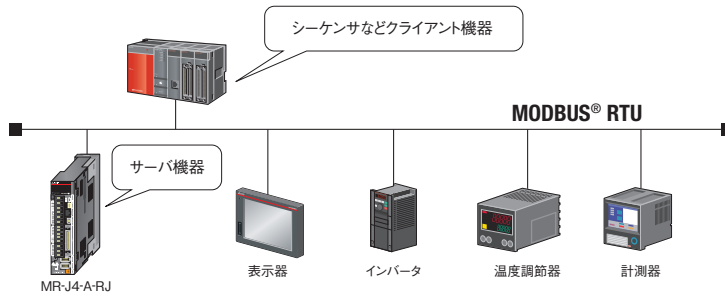 シーケンサなどクライアント機器
MODBUS® RTU
サーバ機器
表示器
インバータ
温度調節器
計測器
MR-J4-A-RJ